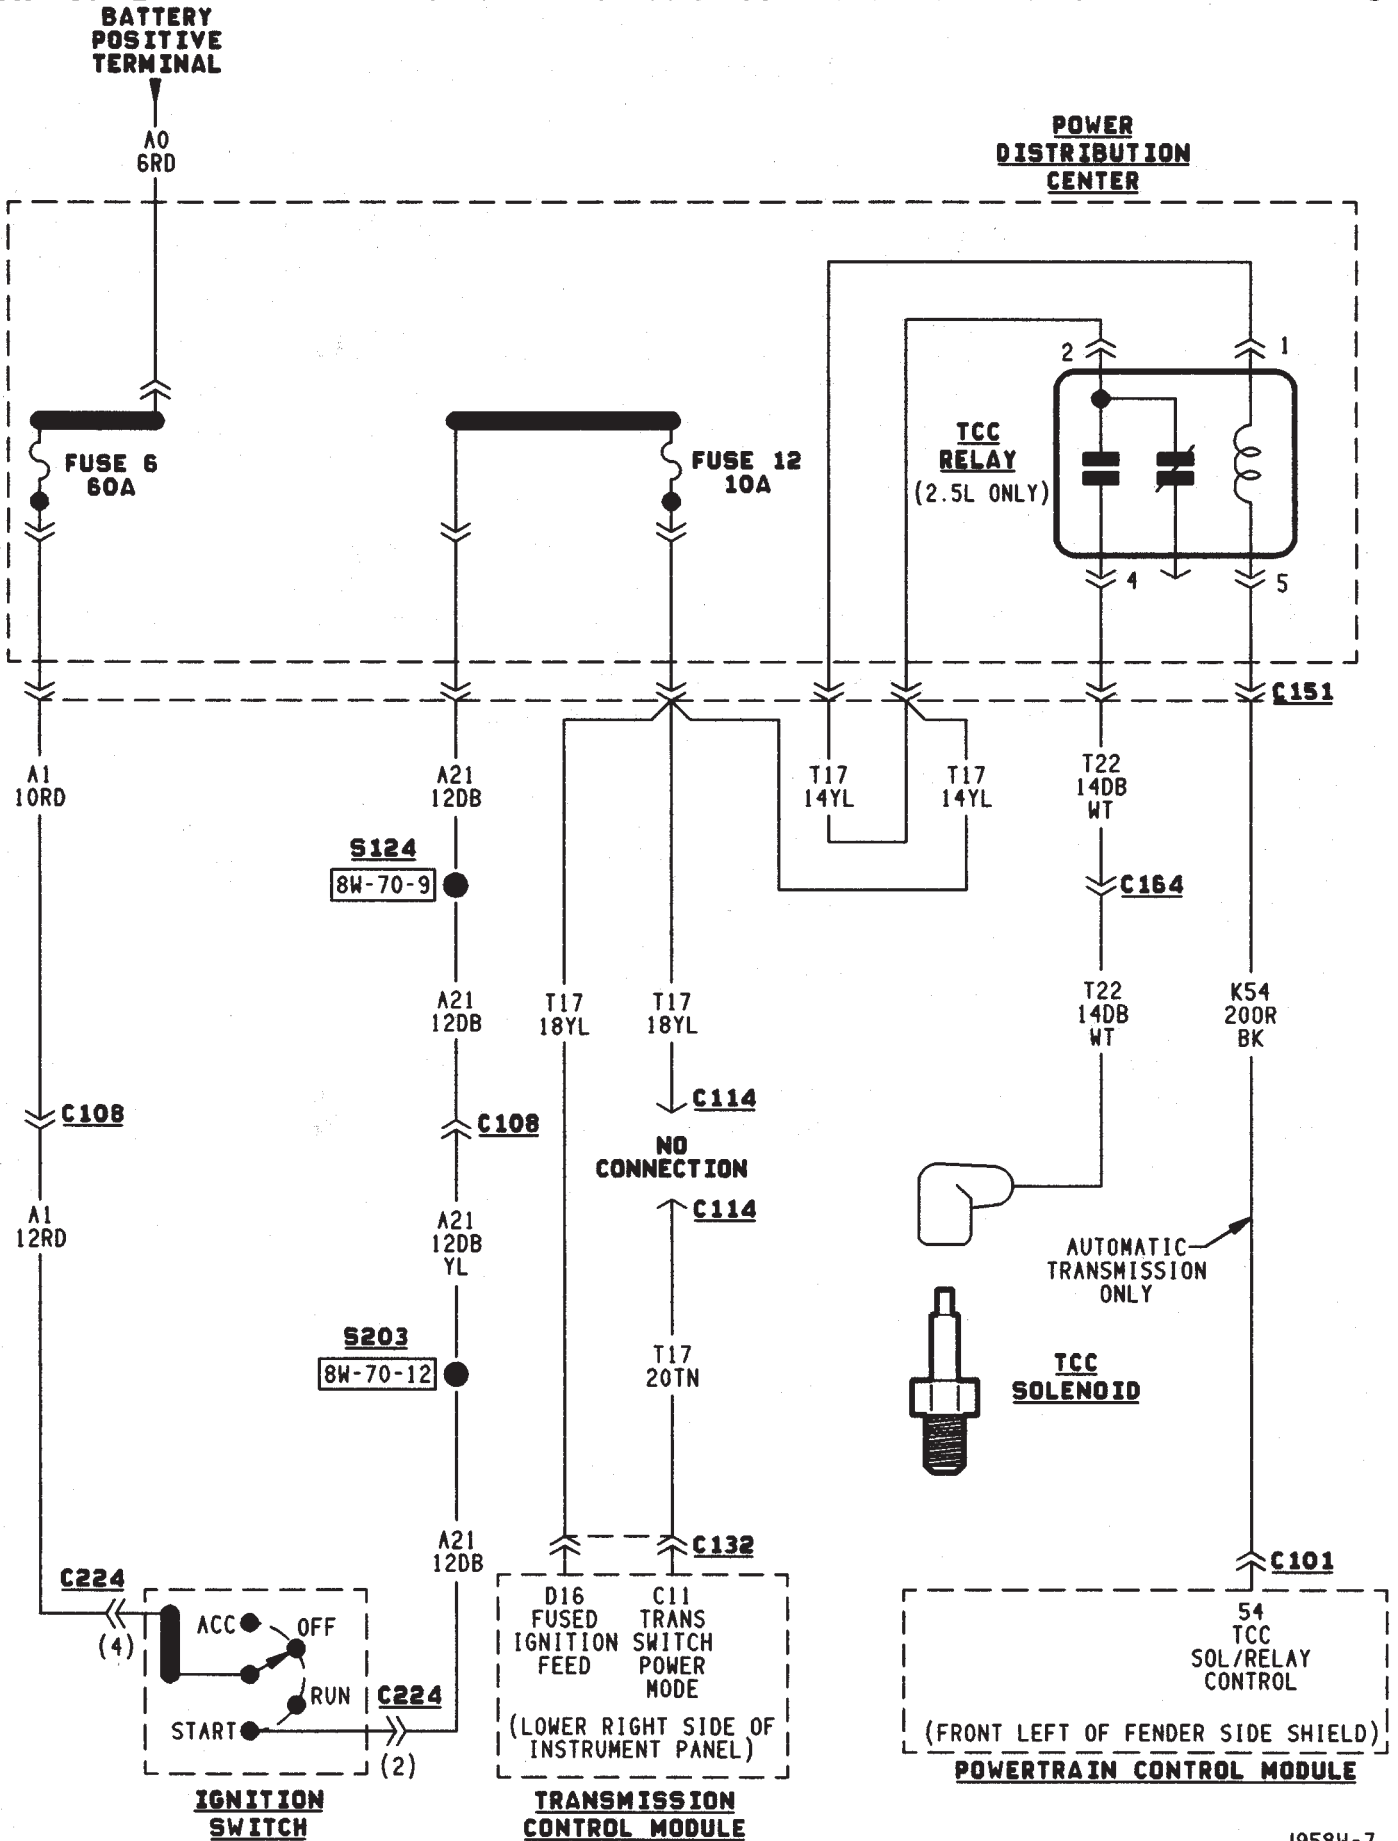 BATTERY
POSITIVE
TERMINAL
A0
6RD
POWER
DISTRIBUTION
CENTER
2
1
FUSE 6
60A
FUSE 12
10A
TCC
RELAY
(2.5L ONLY)
4
5
C151
A1
10RD
A21
12DB
T17
14YL
T17
14YL
T22
14DB
WT
S124
8W-70-9
C164
A21
12DB
T17
18YL
T17
18YL
T22
14DB
WT
K54
20OR
BK
C108
C108
C114
NO
CONNECTION
C114
A1
12RD
A21
12DB
YL
AUTOMATIC
TRANSMISSION
ONLY
S203
8W-70-12
T17
20TN
TCC
SOLENOID
A21
12DB
C132
C101
C224
(4)
ACC
OFF
RUN
START
C224
(2)
IGNITION
SWITCH
D16
FUSED
IGNITION
FEED
C11
TRANS
SWITCH
POWER
MODE
(LOWER RIGHT SIDE OF
INSTRUMENT PANEL)
TRANSMISSION
CONTROL MODULE
54
TCC
SOL/RELAY
CONTROL
(FRONT LEFT OF FENDER SIDE SHIELD)
POWERTRAIN CONTROL MODULE